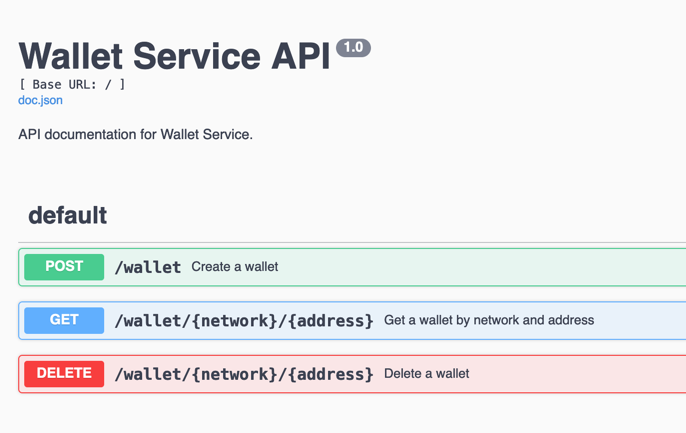 Wallet Service API 1.0
[ Base URL: / ]
doc.json
API documentation for Wallet Service.
default
POST /wallet Create a wallet
GET /wallet/{network}/{address} Get a wallet by network and address
DELETE /wallet/{network}/{address} Delete a wallet